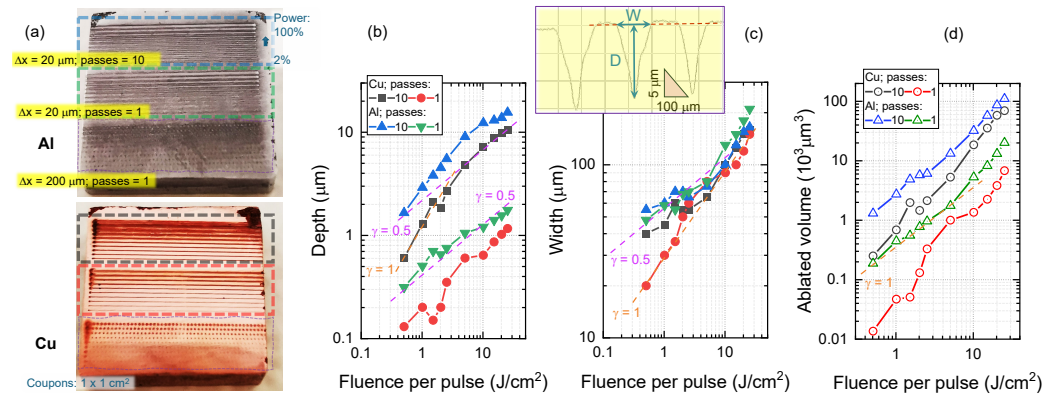 (a)
Power:
100%
2%
Δx = 20 μm; passes = 10
Δx = 20 μm; passes = 1
Al
Δx = 200 μm; passes = 1
Cu
Coupons: 1 x 1 cm²
(b)
Cu; passes:
10 1
Al; passes:
10 1
10
1
0.1
Depth (μm)
γ = 0.5
γ = 0.5
γ = 1
0.1 1 10
Fluence per pulse (J/cm²)
W
D
5 μm
100 μm
(c)
100
10
Width (μm)
γ = 0.5
γ = 1
0.1 1 10
Fluence per pulse (J/cm²)
(d)
Cu; passes:
10 1
Al; passes:
10 1
100
10
1
0.1
0.01
Ablated volume (10³μm³)
γ = 1
1 10
Fluence per pulse (J/cm²)